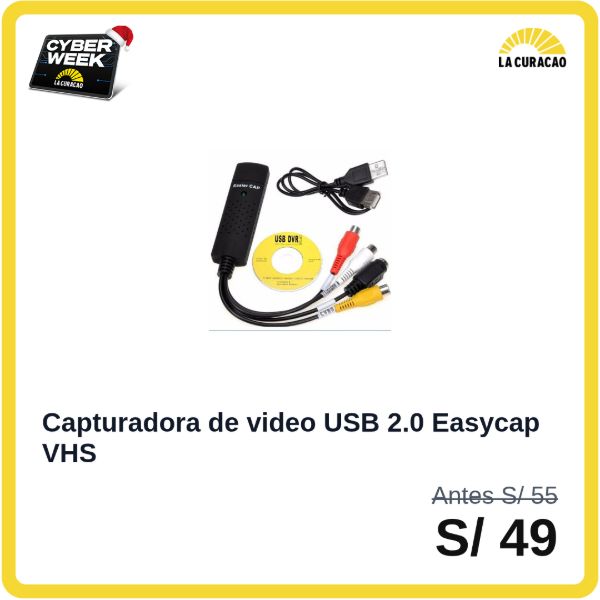 CYBER
WEEK
LA CURACAO
LA CURACAO
Easier CAP
USB DVR
Capturadora de video USB 2.0 Easycap
VHS
Antes S/ 55
S/ 49